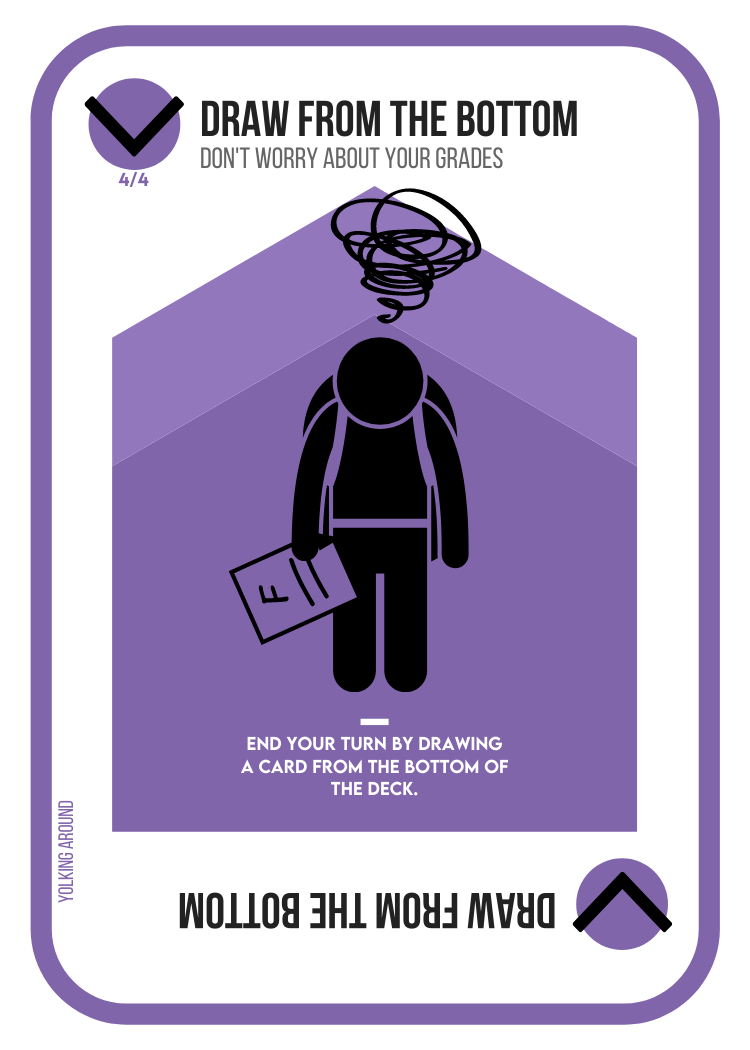 DRAW FROM THE BOTTOM
DON'T WORRY ABOUT YOUR GRADES
4/4
F
END YOUR TURN BY DRAWING
A CARD FROM THE BOTTOM OF
THE DECK.
YOLKING AROUND
DRAW FROM THE BOTTOM